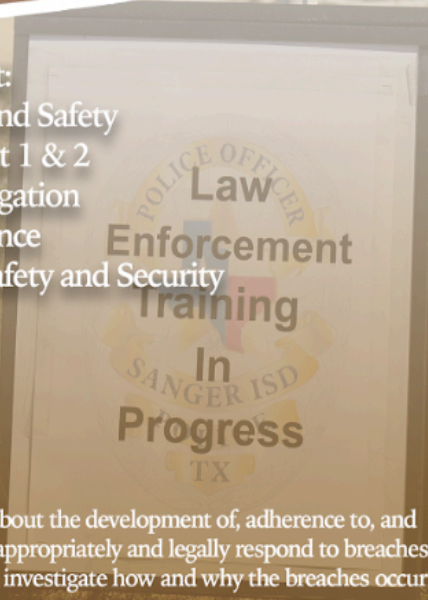 t:
nd Safety
t 1 & 2
gation
nce
afety and Security
POLICE OFFICER
Law
Enforcement
Training
In
SANGER ISD
Progress
TX
bout the development of, adherence to, and
appropriately and legally respond to breaches
investigate how and why the breaches occur